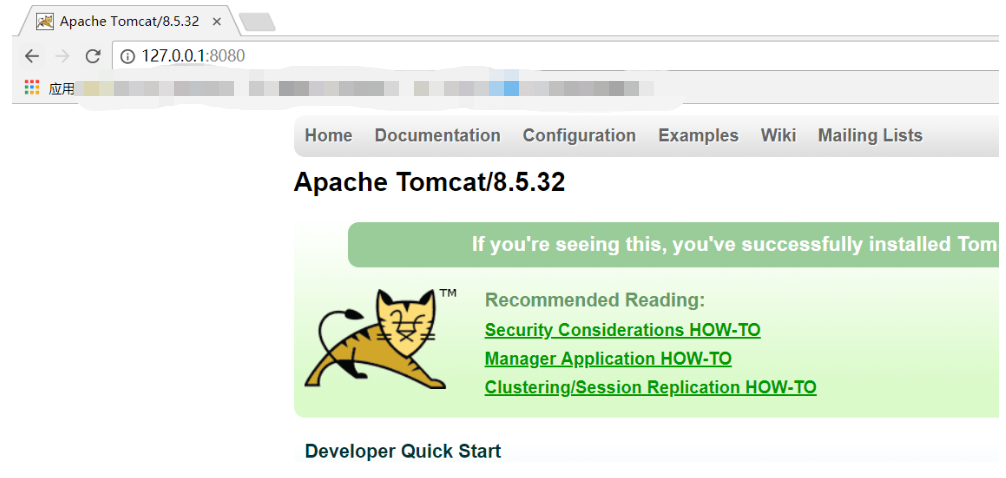 Apache Tomcat/8.5.32
127.0.0.1:8080
应用
Home Documentation Configuration Examples Wiki Mailing Lists
Apache Tomcat/8.5.32
If you're seeing this, you've successfully installed
TM
Recommended Reading:
Security Considerations HOW-TO
Manager Application HOW-TO
Clustering/Session Replication HOW-TO
Developer Quick Start